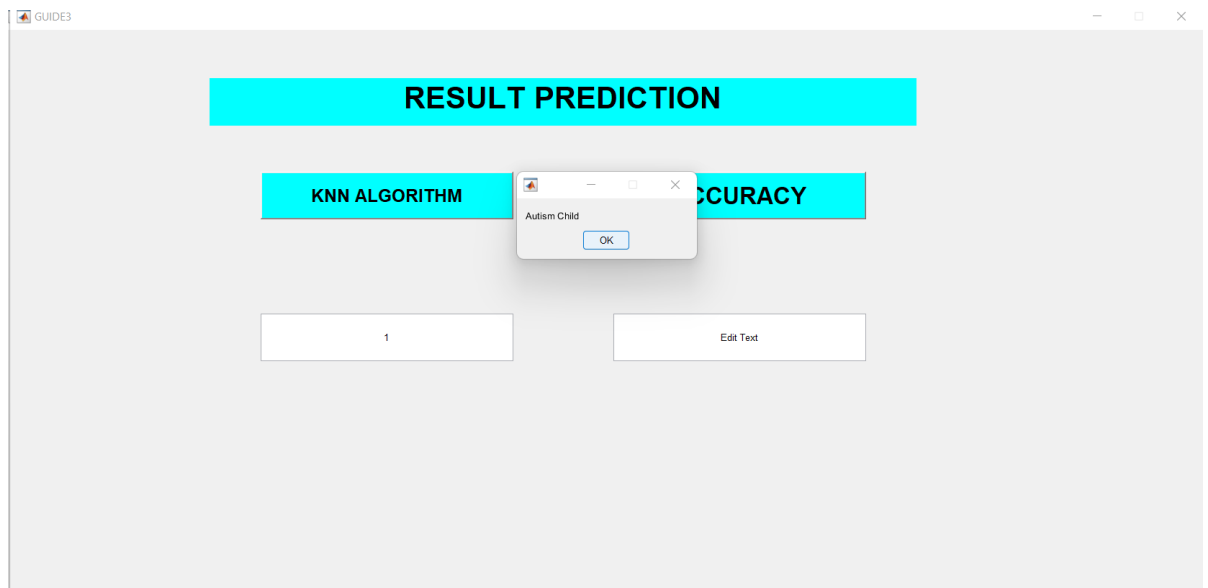 GUIDE3
RESULT PREDICTION
KNN ALGORITHM
CCURACY
Autism Child
OK
1
Edit Text